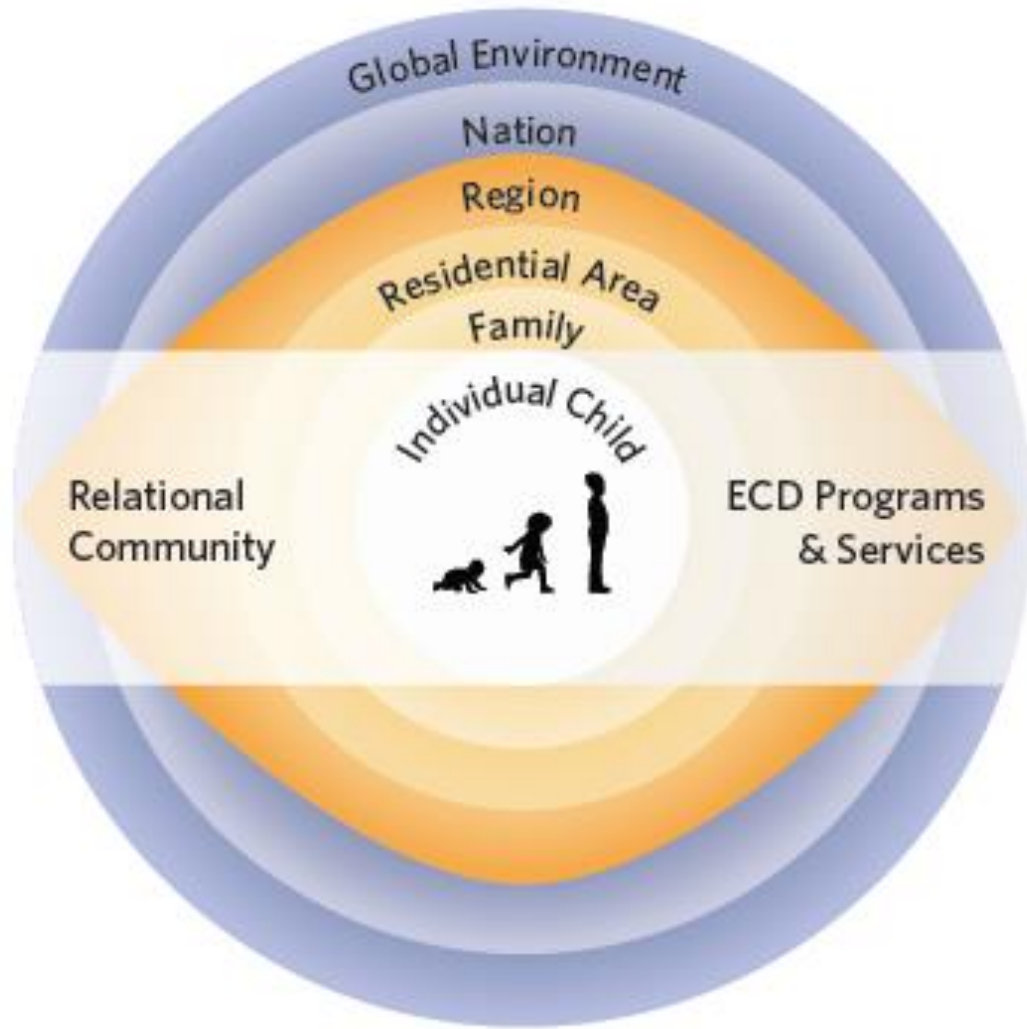 Global Environment
Nation
Region
Residential Area
Family
Individual Child
Relational
Community
ECD Programs
& Services